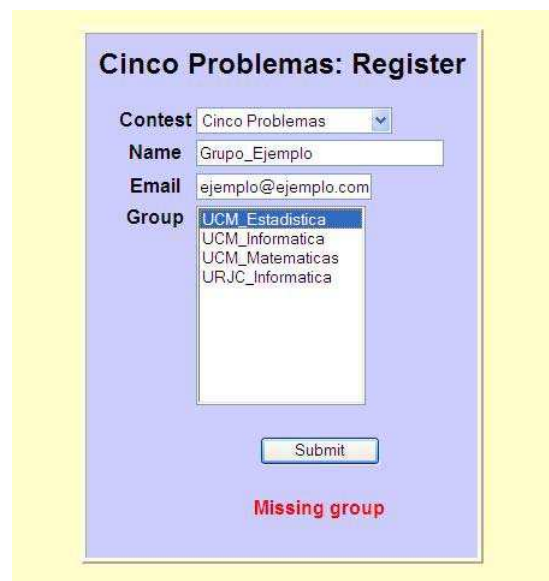 Cinco Problemas: Register
Contest Cinco Problemas
Name Grupo_Ejemplo
Email ejemplo@ejemplo.com
Group UCM_Estadistica
UCM_Informatica
UCM_Matematicas
URJC_Informatica
Submit
Missing group